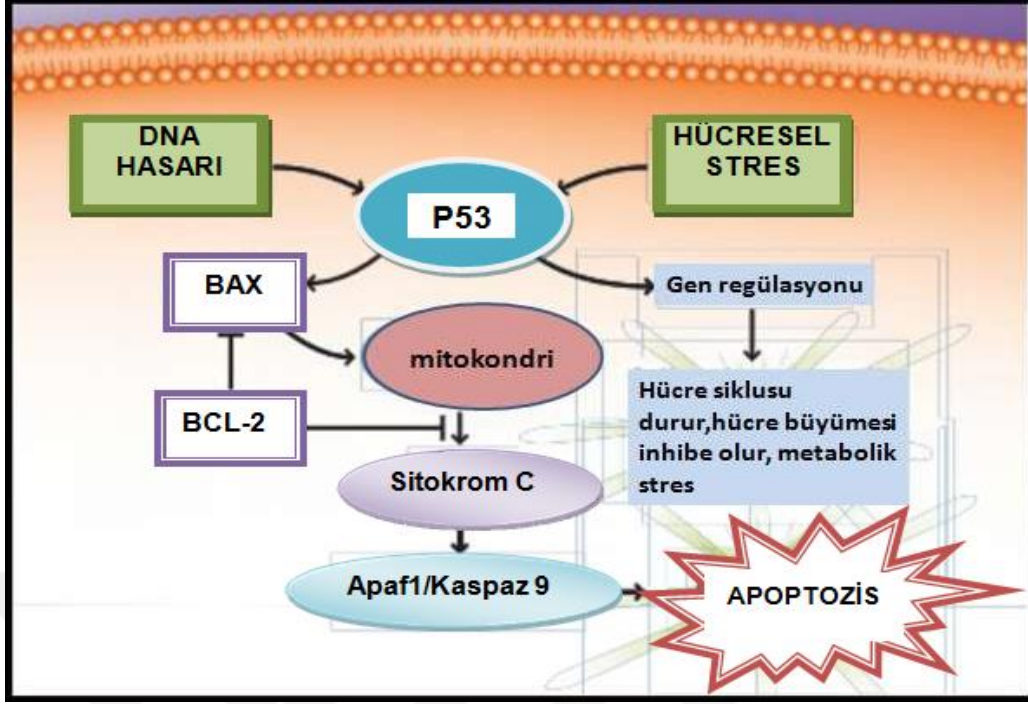 DNA
HASARI
HÜCRESEL
STRES
P53
BAX
Gen regülasyonu
mitokondri
BCL-2
Hücre siklusu
durur,hücre büyümesi
inhibe olur, metabolik
stres
Sitokrom C
Apaf1/Kaspaz 9
APOPTOZİS